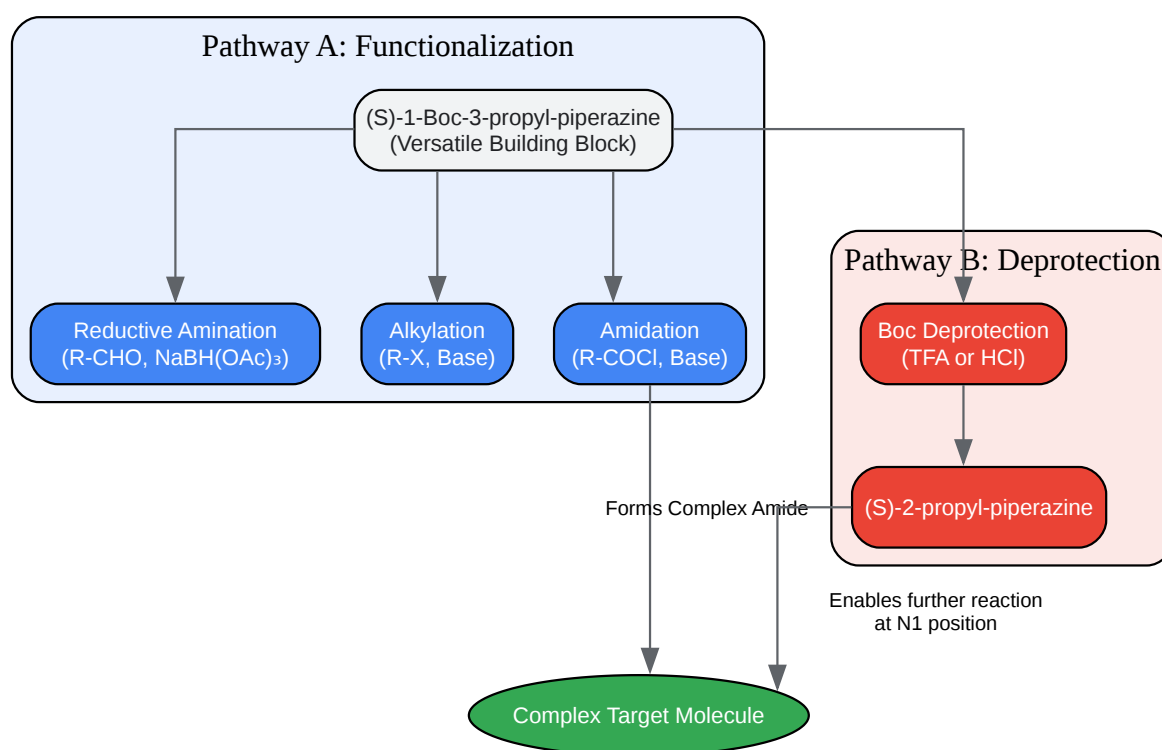 Pathway A: Functionalization
(S)-1-Boc-3-propyl-piperazine
(Versatile Building Block)
Pathway B: Deprotection
Reductive Amination
(R-CHO, NaBH(OAc)₃)
Alkylation
(R-X, Base)
Amidation
(R-COCl, Base)
Boc Deprotection
(TFA or HCl)
Forms Complex Amide
(S)-2-propyl-piperazine
Enables further reaction
at N1 position
Complex Target Molecule